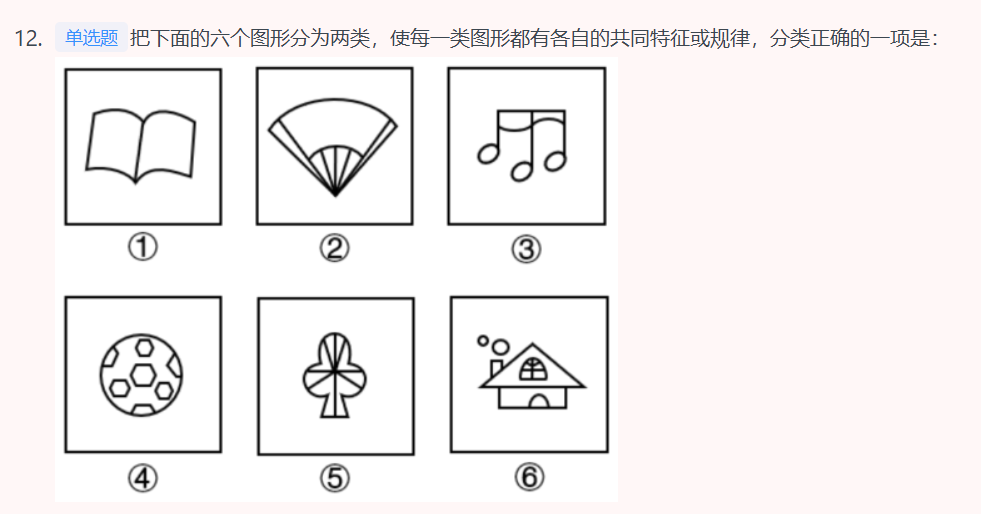 12. 单选题 把下面的六个图形分为两类，使每一类图形都有各自的共同特征或规律，分类正确的一项是：
① ② ③
④ ⑤ ⑥